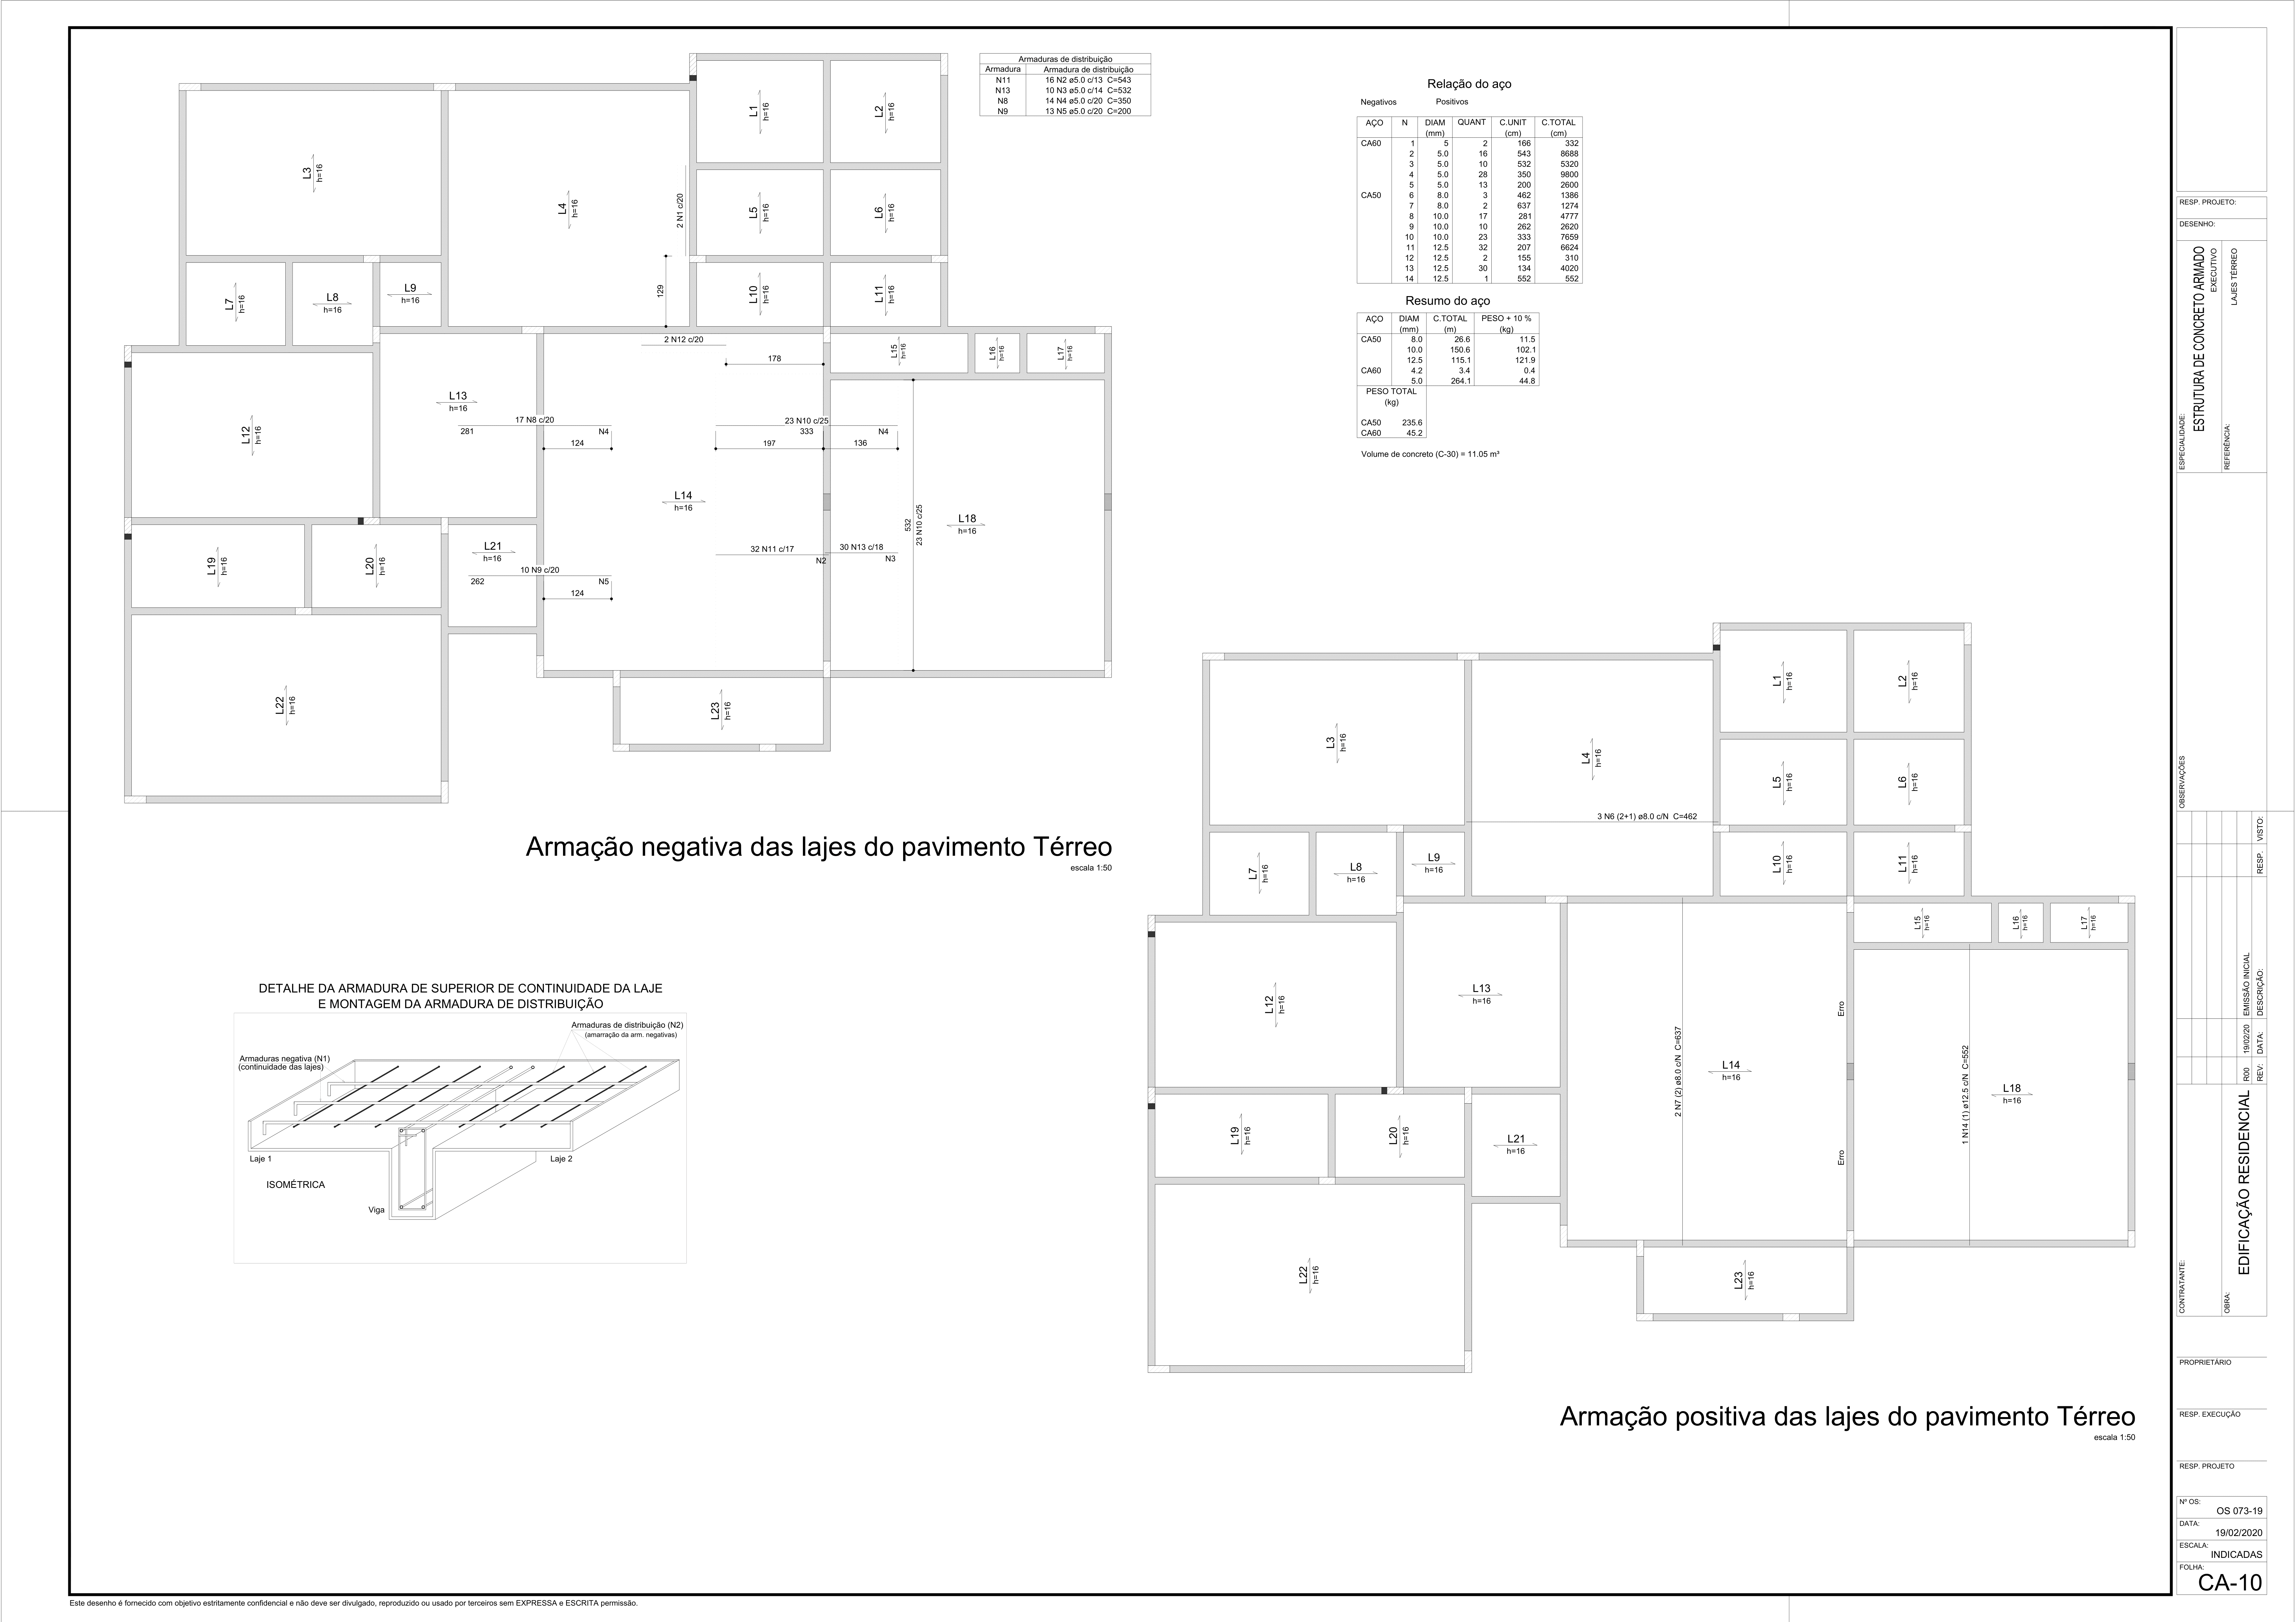 Armaduras de distribuição
Armadura Armadura de distribuição
N11 16 N2 ø5.0 c/13 C=543
N13 10 N3 ø5.0 c/14 C=532
N8 14 N4 ø5.0 c/20 C=350
N9 13 N5 ø5.0 c/20 C=200
L1
h=16
L2
h=16
L3
h=16
L4
h=16
2 N1 c/20
L5
h=16
L6
h=16
L7
h=16
L8
h=16
L9
h=16
129
L10
h=16
L11
h=16
2 N12 c/20
178
L15
h=16
L16
h=16
L17
h=16
L12
h=16
L13
h=16
17 N8 c/20
281
N4
124
23 N10 c/25
333
N4
197
136
L14
h=16
532
23 N10 c/25
L18
h=16
32 N11 c/17
N2
30 N13 c/18
N3
L19
h=16
L20
h=16
L21
h=16
10 N9 c/20
262
N5
124
L22
h=16
L23
h=16
Armação negativa das lajes do pavimento Térreo
escala 1:50
Relação do aço
Negativos Positivos
AÇO N DIAM QUANT C.UNIT C.TOTAL
(mm) (cm) (cm)
CA60 1 5 2 166 332
2 5.0 16 543 8688
3 5.0 10 532 5320
4 5.0 28 350 9800
5 5.0 13 200 2600
CA50 6 8.0 3 462 1386
7 8.0 2 637 1274
8 10.0 17 281 4777
9 10.0 10 262 2620
10 10.0 23 333 7659
11 12.5 32 207 6624
12 12.5 2 155 310
13 12.5 30 134 4020
14 12.5 1 552 552
Resumo do aço
AÇO DIAM C.TOTAL PESO + 10 %
(mm) (m) (kg)
CA50 8.0 26.6 11.5
10.0 150.6 102.1
12.5 115.1 121.9
CA60 4.2 3.4 0.4
5.0 264.1 44.8
PESO TOTAL
(kg)
CA50 235.6
CA60 45.2
Volume de concreto (C-30) = 11.05 m³
DETALHE DA ARMADURA DE SUPERIOR DE CONTINUIDADE DA LAJE
E MONTAGEM DA ARMADURA DE DISTRIBUIÇÃO
Armaduras de distribuição (N2)
(amarração da arm. negativas)
Armaduras negativa (N1)
(continuidade das lajes)
Laje 1
Laje 2
ISOMÉTRICA
Viga
L1
h=16
L2
h=16
L3
h=16
L4
h=16
L5
h=16
L6
h=16
3 N6 (2+1) ø8.0 c/N C=462
L7
h=16
L8
h=16
L9
h=16
L10
h=16
L11
h=16
L15
h=16
L16
h=16
L17
h=16
L12
h=16
L13
h=16
2 N7 (2) ø8.0 c/N C=637
L14
h=16
Erro
Erro
1 N14 (1) ø12.5 c/N C=552
L18
h=16
L19
h=16
L20
h=16
L21
h=16
L22
h=16
L23
h=16
Armação positiva das lajes do pavimento Térreo
escala 1:50
RESP. PROJETO:
DESENHO:
ESPECIALIDADE:
ESTRUTURA DE CONCRETO ARMADO
EXECUTIVO
REFERÊNCIA:
LAJES TÉRREO
OBSERVAÇÕES
REV: DATA: DESCRIÇÃO: RESP. VISTO:
R00 19/02/20 EMISSÃO INICIAL
CONTRATANTE:
OBRA:
EDIFICAÇÃO RESIDENCIAL
PROPRIETÁRIO
RESP. EXECUÇÃO
RESP. PROJETO
Nº OS:
OS 073-19
DATA:
19/02/2020
ESCALA:
INDICADAS
FOLHA:
CA-10
Este desenho é fornecido com objetivo estritamente confidencial e não deve ser divulgado, reproduzido ou usado por terceiros sem EXPRESSA e ESCRITA permissão.